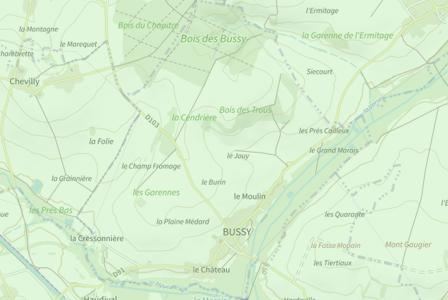 l'Ermitage
Bois du Chapitre
la Montagne
la Garenne de l'Ermitage
Bois des Bussy
le Marequet
Siecourt
Chevilly
Bois des Trous
la Cendrière
D103
les Prés Cailleux
la Folie
le Grand Marais
le Jouy
le Champ Fromage
la Grainnière
le Burin
les Garennes
le Moulin
les Prés Bas
les Quarante
la Plaine Médard
BUSSY
la Cressonnière
la Fosse Mopain
Mont Gaugier
les Tiertiaux
le Château
D91